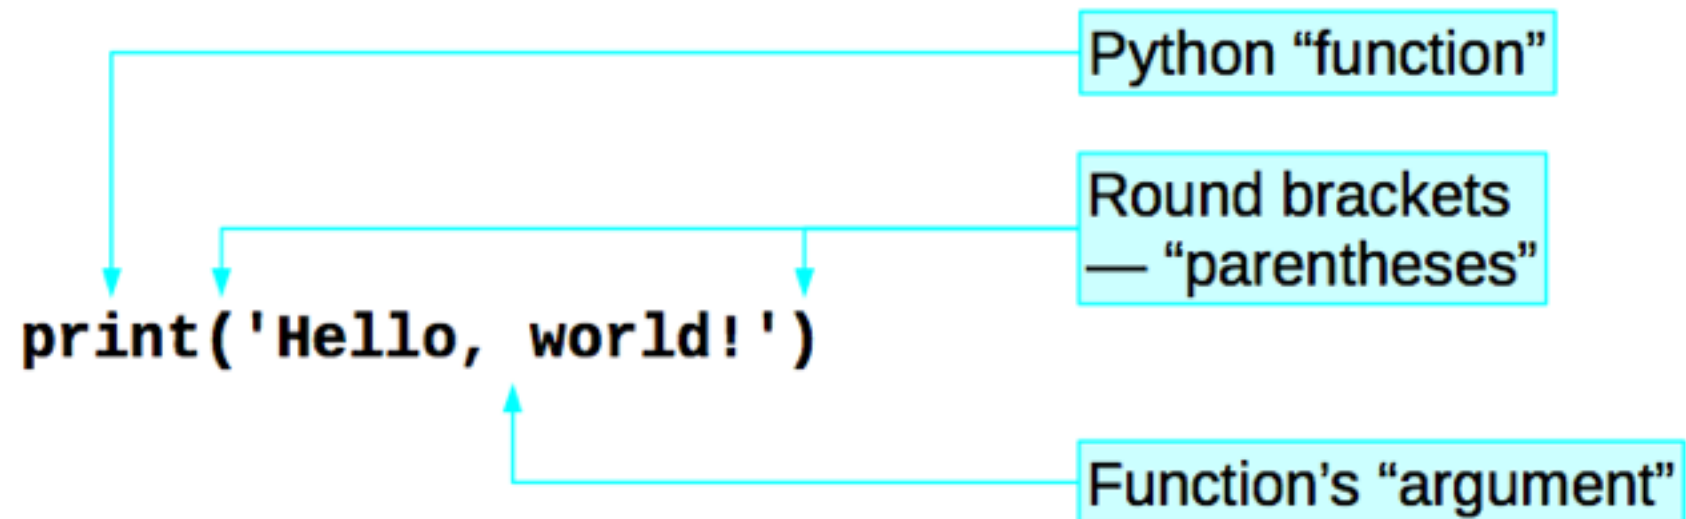 Python “function”
Round brackets
— “parentheses”
print('Hello, world!')
Function’s “argument”